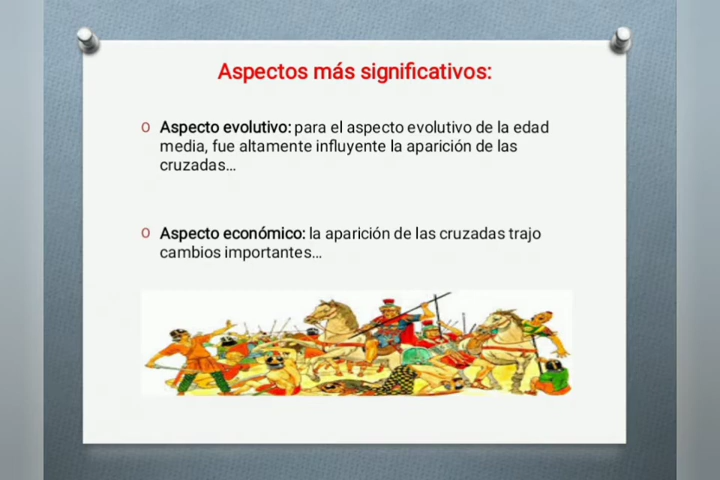 Aspectos más significativos:
Aspecto evolutivo: para el aspecto evolutivo de la edad
media, fue altamente influyente la aparición de las
cruzadas...
Aspecto económico: la aparición de las cruzadas trajo
cambios importantes...